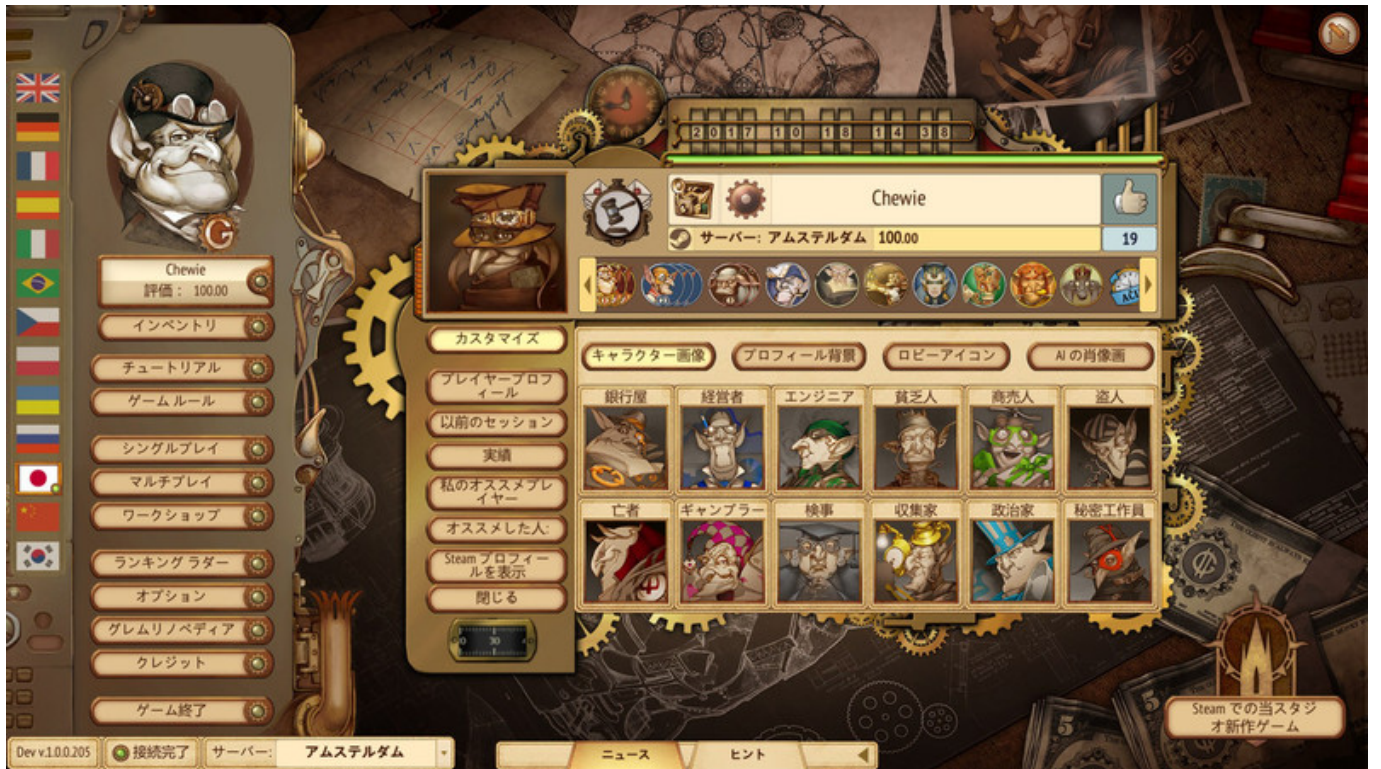 Chewie
評価： 100.00
インベントリ
チュートリアル
ゲームルール
シングルプレイ
マルチプレイ
ワークショップ
ランキング ラダー
オプション
グレムリノペディア
クレジット
ゲーム終了
Dev v.1.0.0.205
接続完了
サーバー:
アムステルダム
2017 10 18 14 38
Chewie
サーバー: アムステルダム 100.00
19
カスタマイズ
プレイヤープロフ
ィール
以前のセッション
実績
私のオススメプレ
イヤー
オススメした人:
Steam プロフィー
ルを表示
閉じる
30
キャラクター画像
プロフィール背景
ロビーアイコン
AI の肖像画
銀行屋
経営者
エンジニア
貧乏人
商売人
盗人
亡者
ギャンブラー
検事
収集家
政治家
秘密工作員
ニュース
ヒント
Steam での当スタジ
オ新作ゲーム
5
5